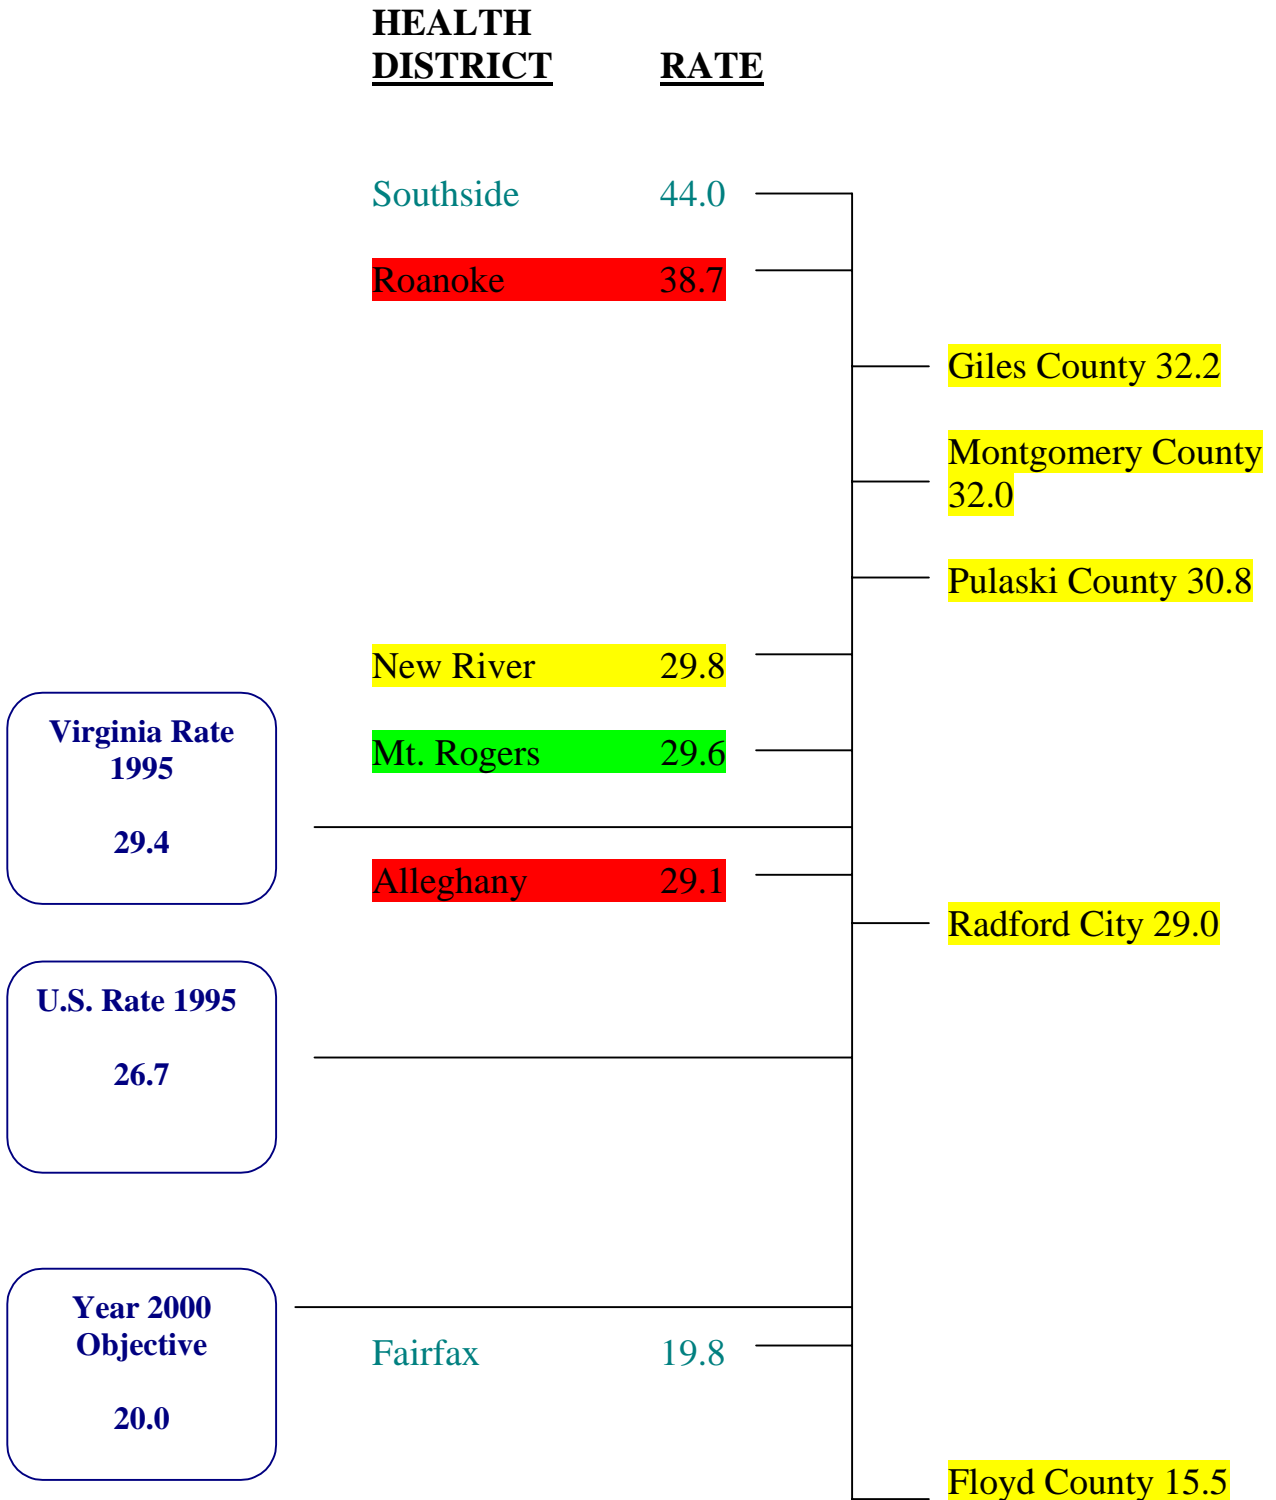 HEALTH
DISTRICT RATE
Southside 44.0
Roanoke 38.7
Giles County 32.2
Montgomery County
32.0
Pulaski County 30.8
New River 29.8
Virginia Rate
1995
29.4
Mt. Rogers 29.6
Alleghany 29.1
Radford City 29.0
U.S. Rate 1995
26.7
Year 2000
Objective
20.0
Fairfax 19.8
Floyd County 15.5